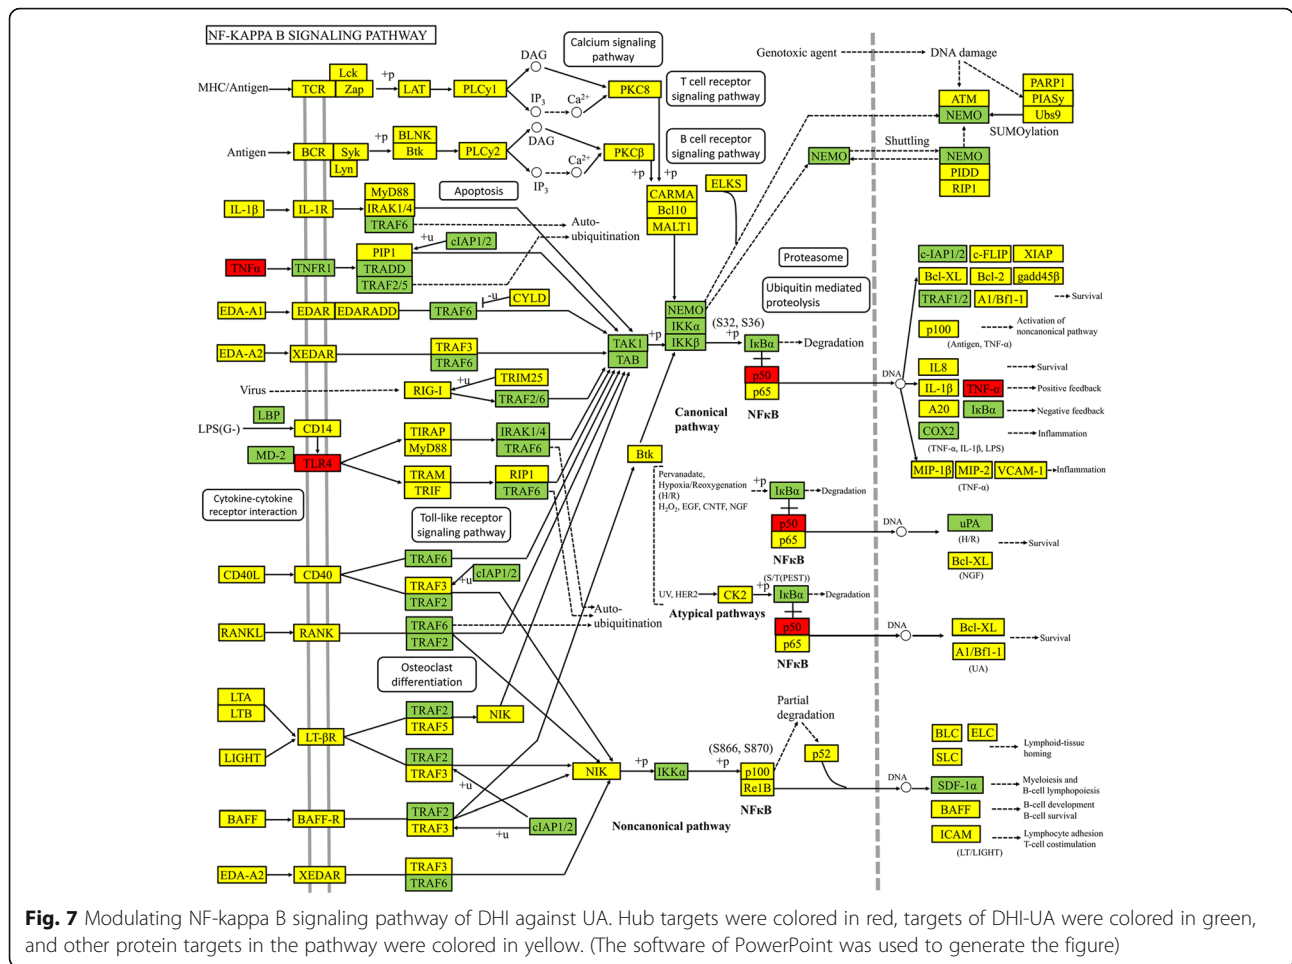 NF-KAPPA B SIGNALING PATHWAY
Calcium signaling
pathway
T cell receptor
signaling pathway
B cell receptor
signaling pathway
Apoptosis
Proteasome
Ubiquitin mediated
proteolysis
Cytokine-cytokine
receptor interaction
Toll-like receptor
signaling pathway
Osteoclast
differentiation
MHC/Antigen
TCR
Lck
Zap
+p
LAT
PLCy1
DAG
IP3
Ca2+
PKC8
Antigen
BCR
Syk
Lyn
+p
BLNK
Btk
PLCy2
DAG
IP3
Ca2+
PKCβ
+p
+p
CARMA
Bcl10
MALT1
ELKS
Genotoxic agent
DNA damage
ATM
NEMO
PARP1
PIASy
Ubs9
SUMOylation
NEMO
Shuttling
NEMO
PIDD
RIP1
IL-1β
IL-1R
MyD88
IRAK1/4
TRAF6
Auto-
ubiquitination
TNFα
TNFR1
+u
cIAP1/2
PIP1
TRADD
TRAF2/5
EDA-A1
EDAR
EDARADD
TRAF6
-u
CYLD
EDA-A2
XEDAR
TRAF3
TRAF6
TAK1
TAB
+p
NEMO
IKKα
IKKβ
(S32, S36)
+p
IκBα
Degradation
p50
p65
NFκB
Canonical
pathway
DNA
Virus
RIG-I
+u
TRIM25
TRAF2/6
LBP
LPS(G-)
CD14
MD-2
TLR4
TIRAP
MyD88
IRAK1/4
TRAF6
TRAM
TRIF
RIP1
TRAF6
Btk
c-IAP1/2
c-FLIP
XIAP
Bcl-XL
Bcl-2
gadd45β
TRAF1/2
A1/Bf1-1
Survival
p100
Activation of
noncanonical pathway
(Antigen, TNF-α)
IL8
Survival
IL-1β
TNF-α
Positive feedback
A20
IκBα
Negative feedback
COX2
Inflammation
(TNF-α, IL-1β, LPS)
MIP-1β
MIP-2
VCAM-1
Inflammation
(TNF-α)
Pervanadate,
Hypoxia/Reoxygenation
(H/R)
H2O2, EGF, CNTF, NGF
+p
IκBα
Degradation
p50
p65
NFκB
DNA
uPA
(H/R)
Bcl-XL
(NGF)
Survival
UV, HER2
CK2
+p
(S/T(PEST))
IκBα
Degradation
Atypical pathways
p50
p65
NFκB
DNA
Bcl-XL
A1/Bf1-1
(UA)
Survival
CD40L
CD40
TRAF6
TRAF3
+u
cIAP1/2
TRAF2
Auto-
ubiquitination
RANKL
RANK
TRAF6
TRAF2
LTA
LTB
LIGHT
LT-βR
TRAF2
TRAF5
NIK
TRAF2
TRAF3
+u
BAFF
BAFF-R
TRAF2
TRAF3
+u
cIAP1/2
EDA-A2
XEDAR
TRAF3
TRAF6
NIK
+p
IKKα
(S866, S870)
+p
p100
Re1B
NFκB
Partial
degradation
p52
Noncanonical pathway
DNA
BLC
ELC
SLC
Lymphoid-tissue
homing
SDF-1α
Myeloiesis and
B-cell lymphopoiesis
BAFF
B-cell development
B-cell survival
ICAM
Lymphocyte adhesion
T-cell costimulation
(LT/LIGHT)
Fig. 7 Modulating NF-kappa B signaling pathway of DHI against UA. Hub targets were colored in red, targets of DHI-UA were colored in green,
and other protein targets in the pathway were colored in yellow. (The software of PowerPoint was used to generate the figure)